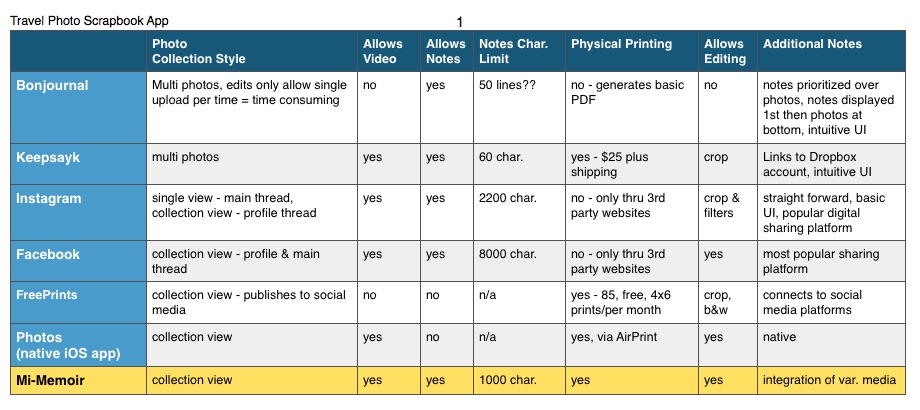 Travel Photo Scrapbook App
1
Photo
Collection Style
Allows
Video
Allows
Notes
Notes Char.
Limit
Physical Printing
Allows
Editing
Additional Notes
Bonjournal
Multi photos, edits only allow single
upload per time = time consuming
no
yes
50 lines??
no - generates basic
PDF
no
notes prioritized over
photos, notes displayed
1st then photos at
bottom, intuitive UI
Keepsayk
multi photos
yes
yes
60 char.
yes - $25 plus
shipping
crop
Links to Dropbox
account, intuitive UI
Instagram
single view - main thread,
collection view - profile thread
yes
yes
2200 char.
no - only thru 3rd
party websites
crop &
filters
straight forward, basic
UI, popular digital
sharing platform
Facebook
collection view - profile & main
thread
yes
yes
8000 char.
no - only thru 3rd
party websites
yes
most popular sharing
platform
FreePrints
collection view - publishes to social
media
no
no
n/a
yes - 85, free, 4x6
prints/per month
crop,
b&w
connects to social
media platforms
Photos
(native iOS app)
collection view
yes
no
n/a
yes, via AirPrint
yes
native
Mi-Memoir
collection view
yes
yes
1000 char.
yes
yes
integration of var. media